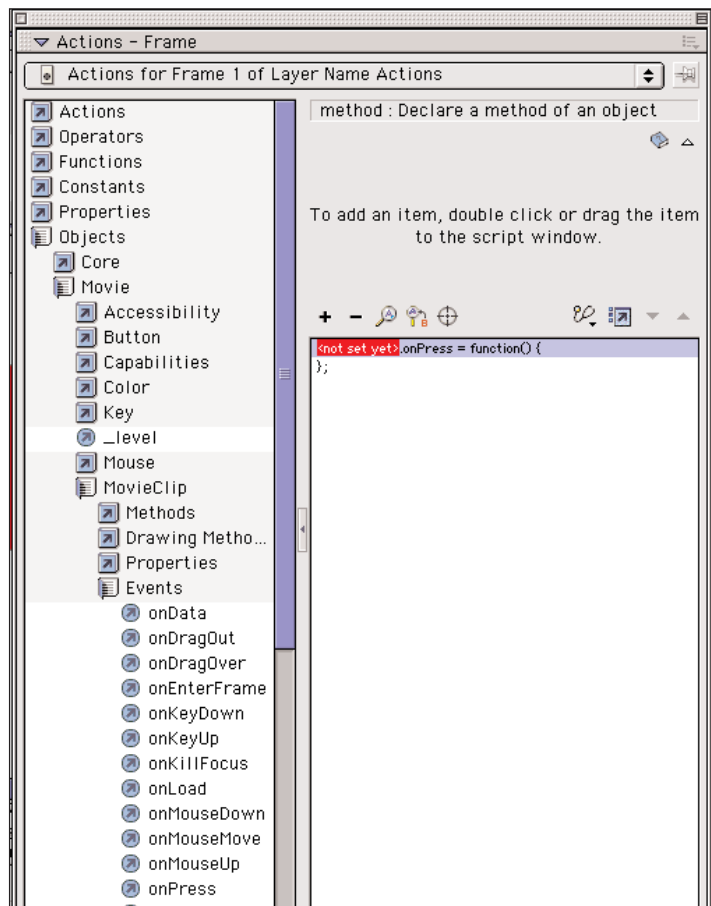 Actions - Frame
Actions for Frame 1 of Layer Name Actions
Actions
Operators
Functions
Constants
Properties
Objects
Core
Movie
Accessibility
Button
Capabilities
Color
Key
_level
Mouse
MovieClip
Methods
Drawing Metho...
Properties
Events
onData
onDragOut
onDragOver
onEnterFrame
onKeyDown
onKeyUp
onKillFocus
onLoad
onMouseDown
onMouseMove
onMouseUp
onPress
method : Declare a method of an object
To add an item, double click or drag the item
to the script window.
<not set yet>.onPress = function() {
};